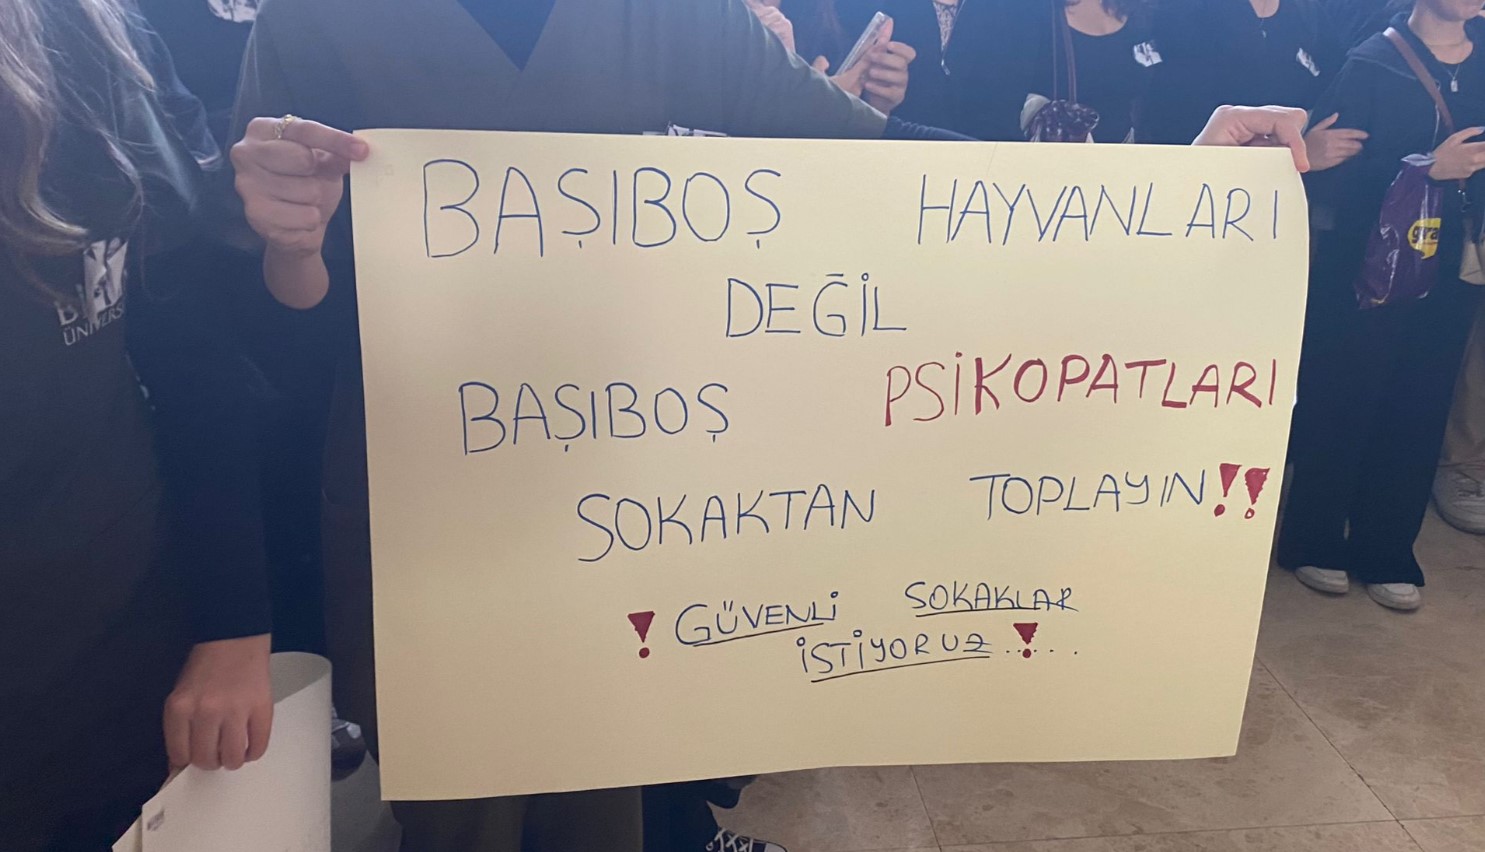 BAŞIBOŞ HAYVANLARI
DEĞİL
BAŞIBOŞ PSİKOPATLARI
SOKAKTAN TOPLAYIN!!
! GÜVENLİ SOKAKLAR
İSTİYORUZ !.....